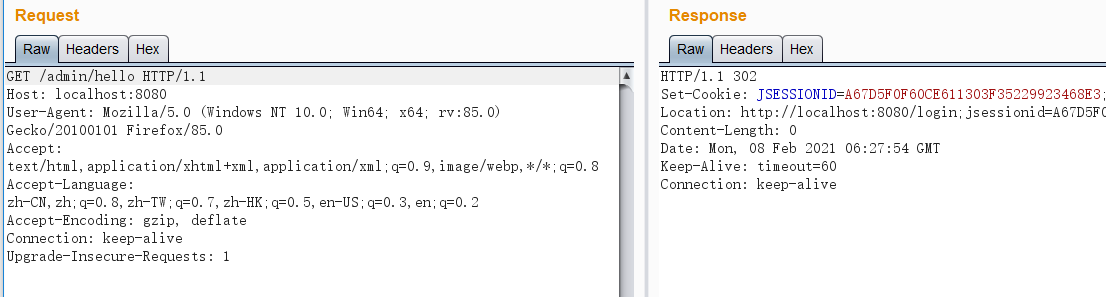 Request
Raw Headers Hex
GET /admin/hello HTTP/1.1
Host: localhost:8080
User-Agent: Mozilla/5.0 (Windows NT 10.0; Win64; x64; rv:85.0)
Gecko/20100101 Firefox/85.0
Accept:
text/html,application/xhtml+xml,application/xml;q=0.9,image/webp,*/*;q=0.8
Accept-Language:
zh-CN,zh;q=0.8,zh-TW;q=0.7,zh-HK;q=0.5,en-US;q=0.3,en;q=0.2
Accept-Encoding: gzip, deflate
Connection: keep-alive
Upgrade-Insecure-Requests: 1
Response
Raw Headers Hex
HTTP/1.1 302
Set-Cookie: JSESSIONID=A67D5F0F60CE611303F35229923468E3;
Location: http://localhost:8080/login;jsessionid=A67D5F0
Content-Length: 0
Date: Mon, 08 Feb 2021 06:27:54 GMT
Keep-Alive: timeout=60
Connection: keep-alive